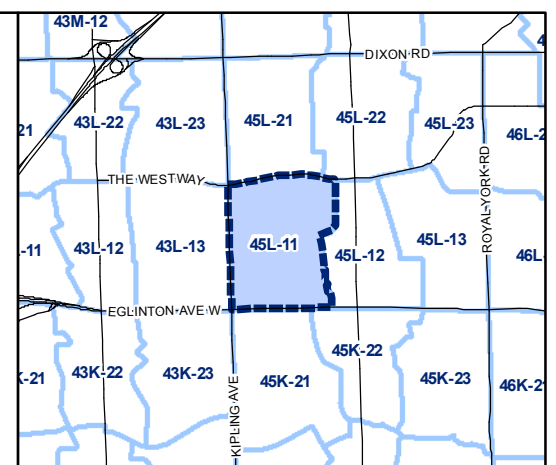 43M-12
DIXON RD
4
21
43L-22
43L-23
45L-21
45L-22
45L-23
46L-2
THE WESTWAY
ROYAL YORK RD
-11
43L-12
43L-13
45L-11
45L-12
45L-13
46L-
EGLINTON AVE W
45K-22
K-21
43K-22
43K-23
45K-21
45K-23
46K-2
KIPLING AVE